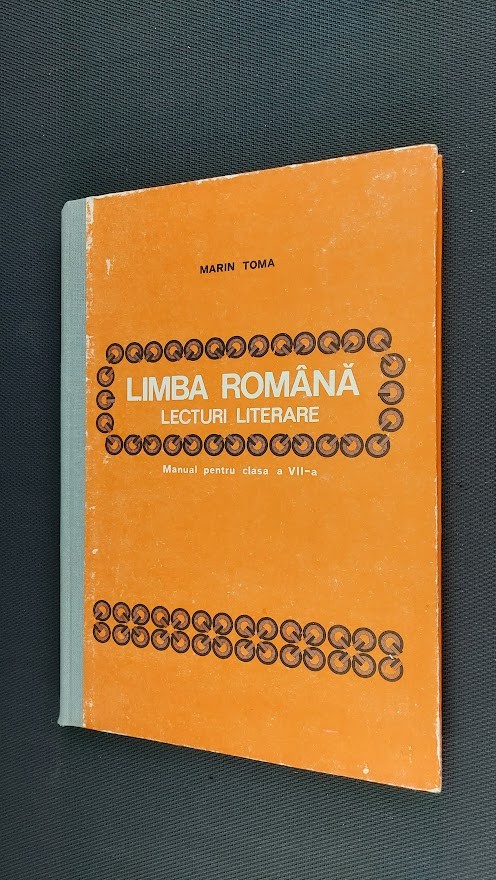 MARIN TOMA
LIMBA ROMÂNĂ
LECTURI LITERARE
Manual pentru clasa a VII-a